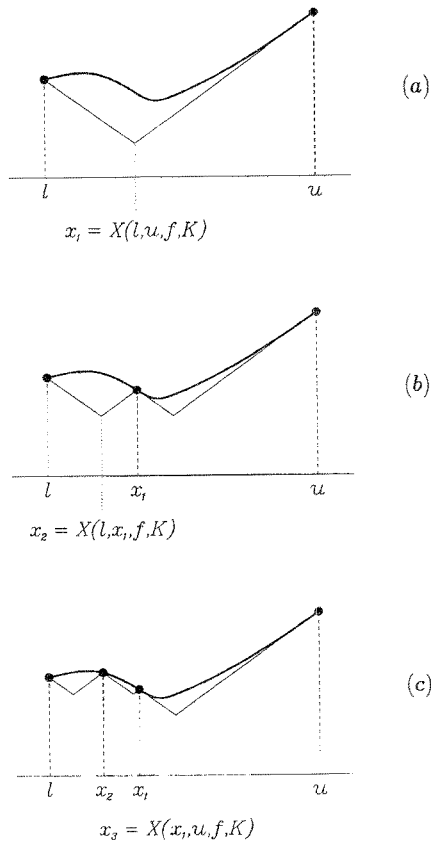 (a)
l u
x₁ = X(l,u,f,K)
(b)
l x₁ u
x₂ = X(l,x₁,f,K)
(c)
l x₂ x₁ u
x₃ = X(x₁,u,f,K)